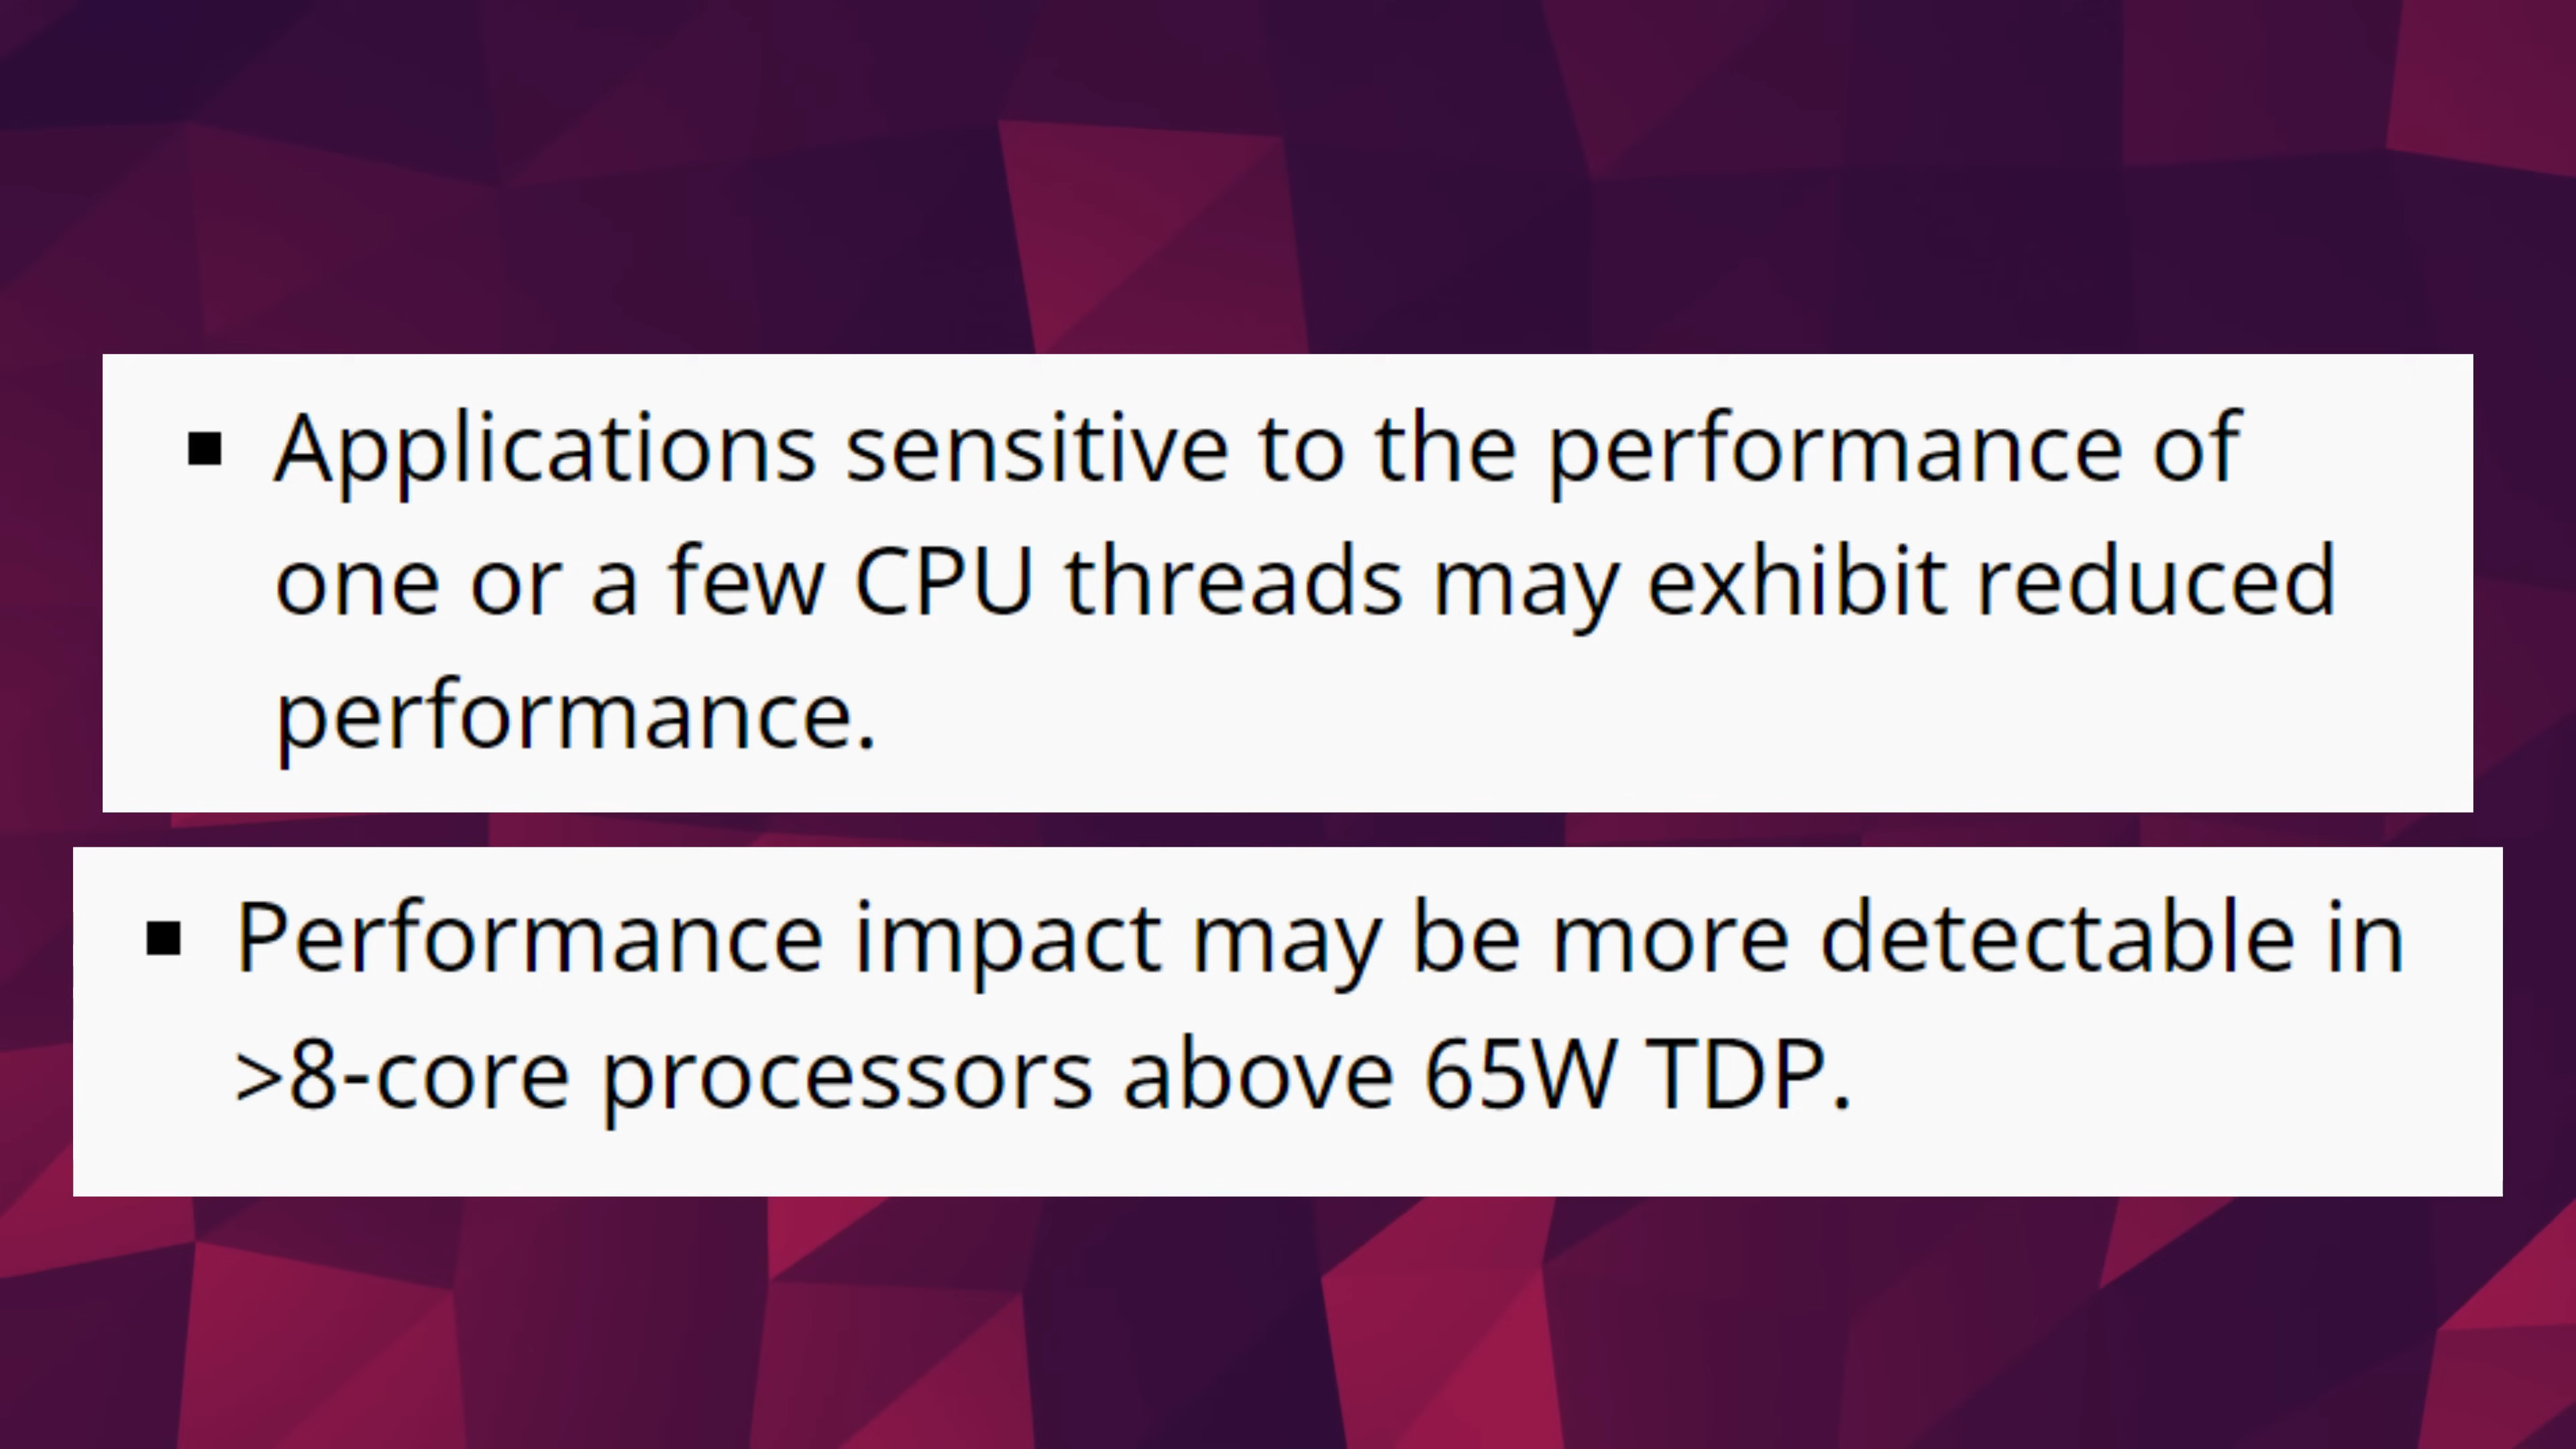 ▪ Applications sensitive to the performance of
one or a few CPU threads may exhibit reduced
performance.
▪ Performance impact may be more detectable in
>8-core processors above 65W TDP.